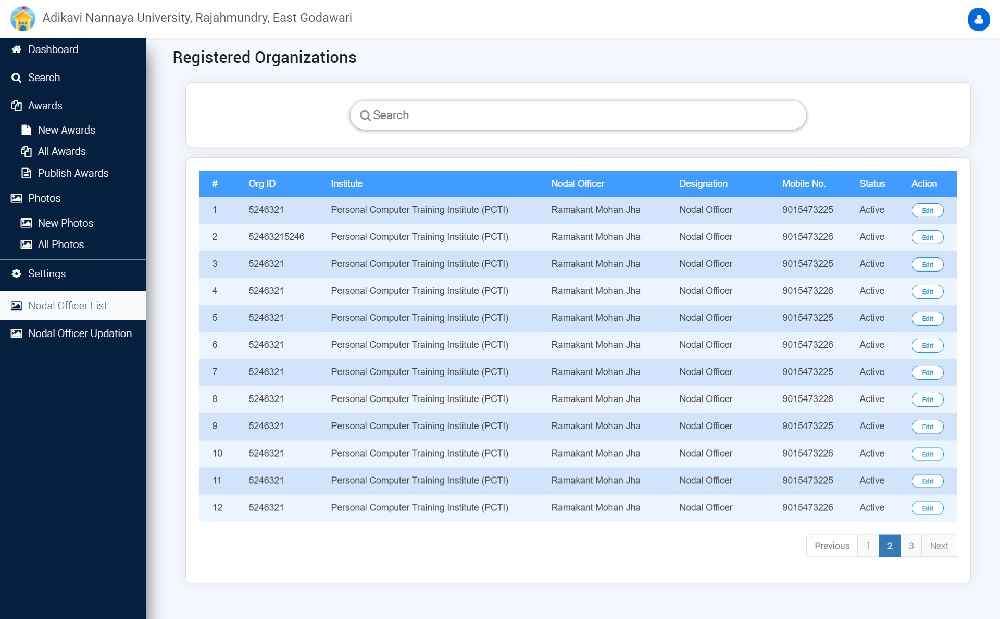 Adikavi Nannaya University, Rajahmundry, East Godawari
Dashboard
Search
Awards
New Awards
All Awards
Publish Awards
Photos
New Photos
All Photos
Settings
Nodal Officer List
Nodal Officer Updation
Registered Organizations
Search
# Org ID Institute Nodal Officer Designation Mobile No. Status Action
1 5246321 Personal Computer Training Institute (PCTI) Ramakant Mohan Jha Nodal Officer 9015473225 Active Edit
2 52463215246 Personal Computer Training Institute (PCTI) Ramakant Mohan Jha Nodal Officer 9015473226 Active Edit
3 5246321 Personal Computer Training Institute (PCTI) Ramakant Mohan Jha Nodal Officer 9015473225 Active Edit
4 5246321 Personal Computer Training Institute (PCTI) Ramakant Mohan Jha Nodal Officer 9015473226 Active Edit
5 5246321 Personal Computer Training Institute (PCTI) Ramakant Mohan Jha Nodal Officer 9015473225 Active Edit
6 5246321 Personal Computer Training Institute (PCTI) Ramakant Mohan Jha Nodal Officer 9015473226 Active Edit
7 5246321 Personal Computer Training Institute (PCTI) Ramakant Mohan Jha Nodal Officer 9015473225 Active Edit
8 5246321 Personal Computer Training Institute (PCTI) Ramakant Mohan Jha Nodal Officer 9015473226 Active Edit
9 5246321 Personal Computer Training Institute (PCTI) Ramakant Mohan Jha Nodal Officer 9015473225 Active Edit
10 5246321 Personal Computer Training Institute (PCTI) Ramakant Mohan Jha Nodal Officer 9015473226 Active Edit
11 5246321 Personal Computer Training Institute (PCTI) Ramakant Mohan Jha Nodal Officer 9015473225 Active Edit
12 5246321 Personal Computer Training Institute (PCTI) Ramakant Mohan Jha Nodal Officer 9015473226 Active Edit
Previous 1 2 3 Next